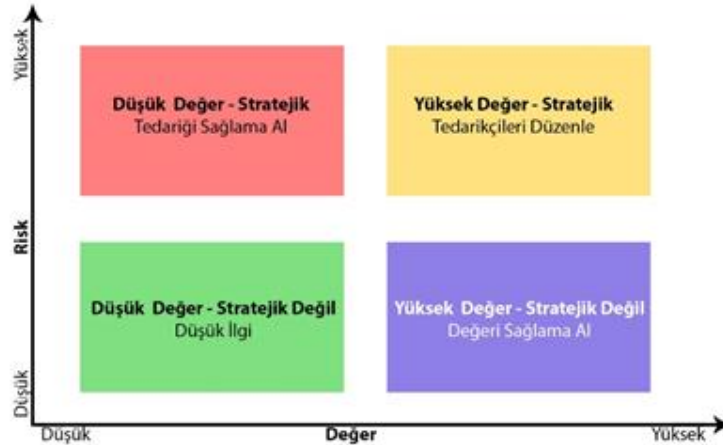 Yüksek
Düşük Değer - Stratejik
Tedariği Sağlama Al
Yüksek Değer - Stratejik
Tedarikçileri Düzenle
Risk
Düşük Değer - Stratejik Değil
Düşük İlgi
Yüksek Değer - Stratejik Değil
Değeri Sağlama Al
Düşük
Düşük
Değer
Yüksek